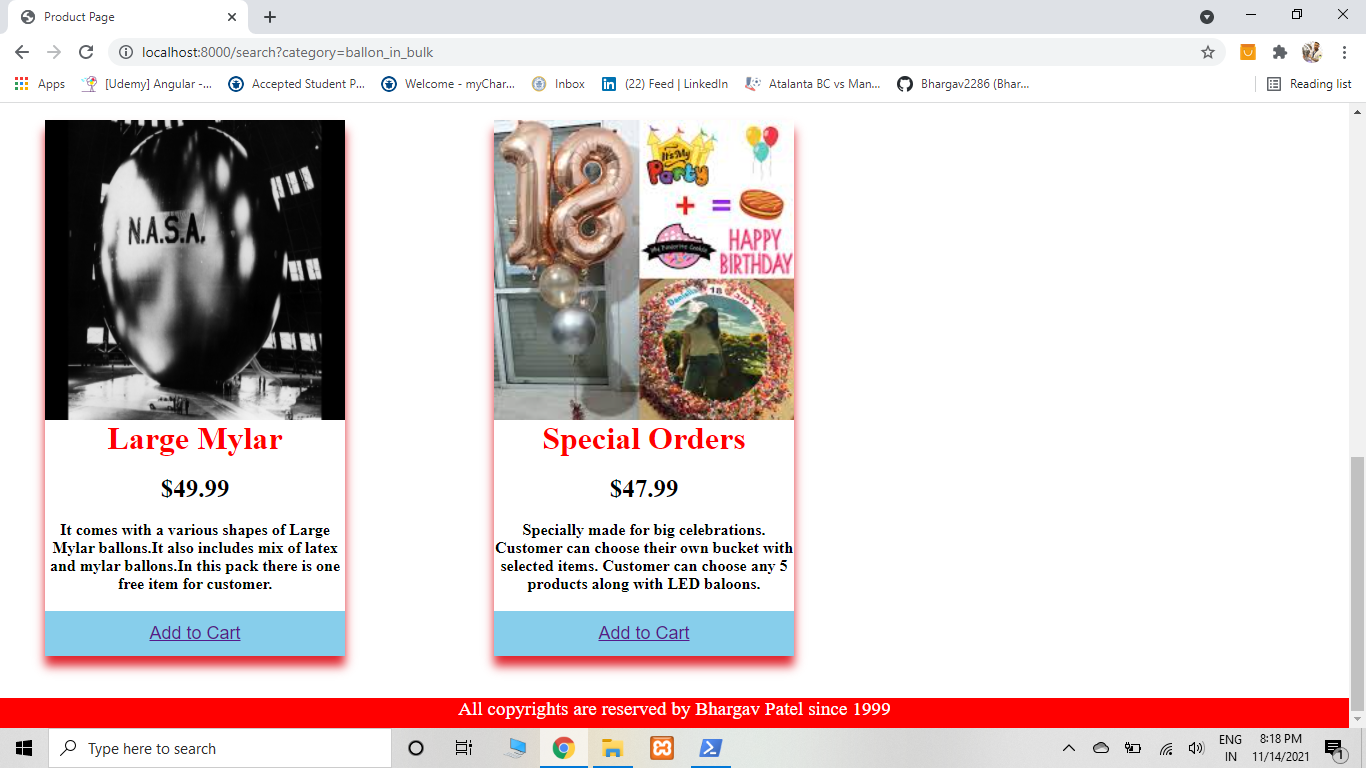 Product Page
localhost:8000/search?category=ballon_in_bulk
Apps
[Udemy] Angular -...
Accepted Student P...
Welcome - myChar...
Inbox
(22) Feed | LinkedIn
Atalanta BC vs Man...
Bhargav2286 (Bhar...
Reading list
N.A.S.A.
18
It's My
Party
+ =
My Favorite Cookie
HAPPY
BIRTHDAY
18
Large Mylar
$49.99
It comes with a various shapes of Large
Mylar ballons.It also includes mix of latex
and mylar ballons.In this pack there is one
free item for customer.
Add to Cart
Special Orders
$47.99
Specially made for big celebrations.
Customer can choose their own bucket with
selected items. Customer can choose any 5
products along with LED baloons.
Add to Cart
All copyrights are reserved by Bhargav Patel since 1999
Type here to search
ENG
IN
8:18 PM
11/14/2021
1